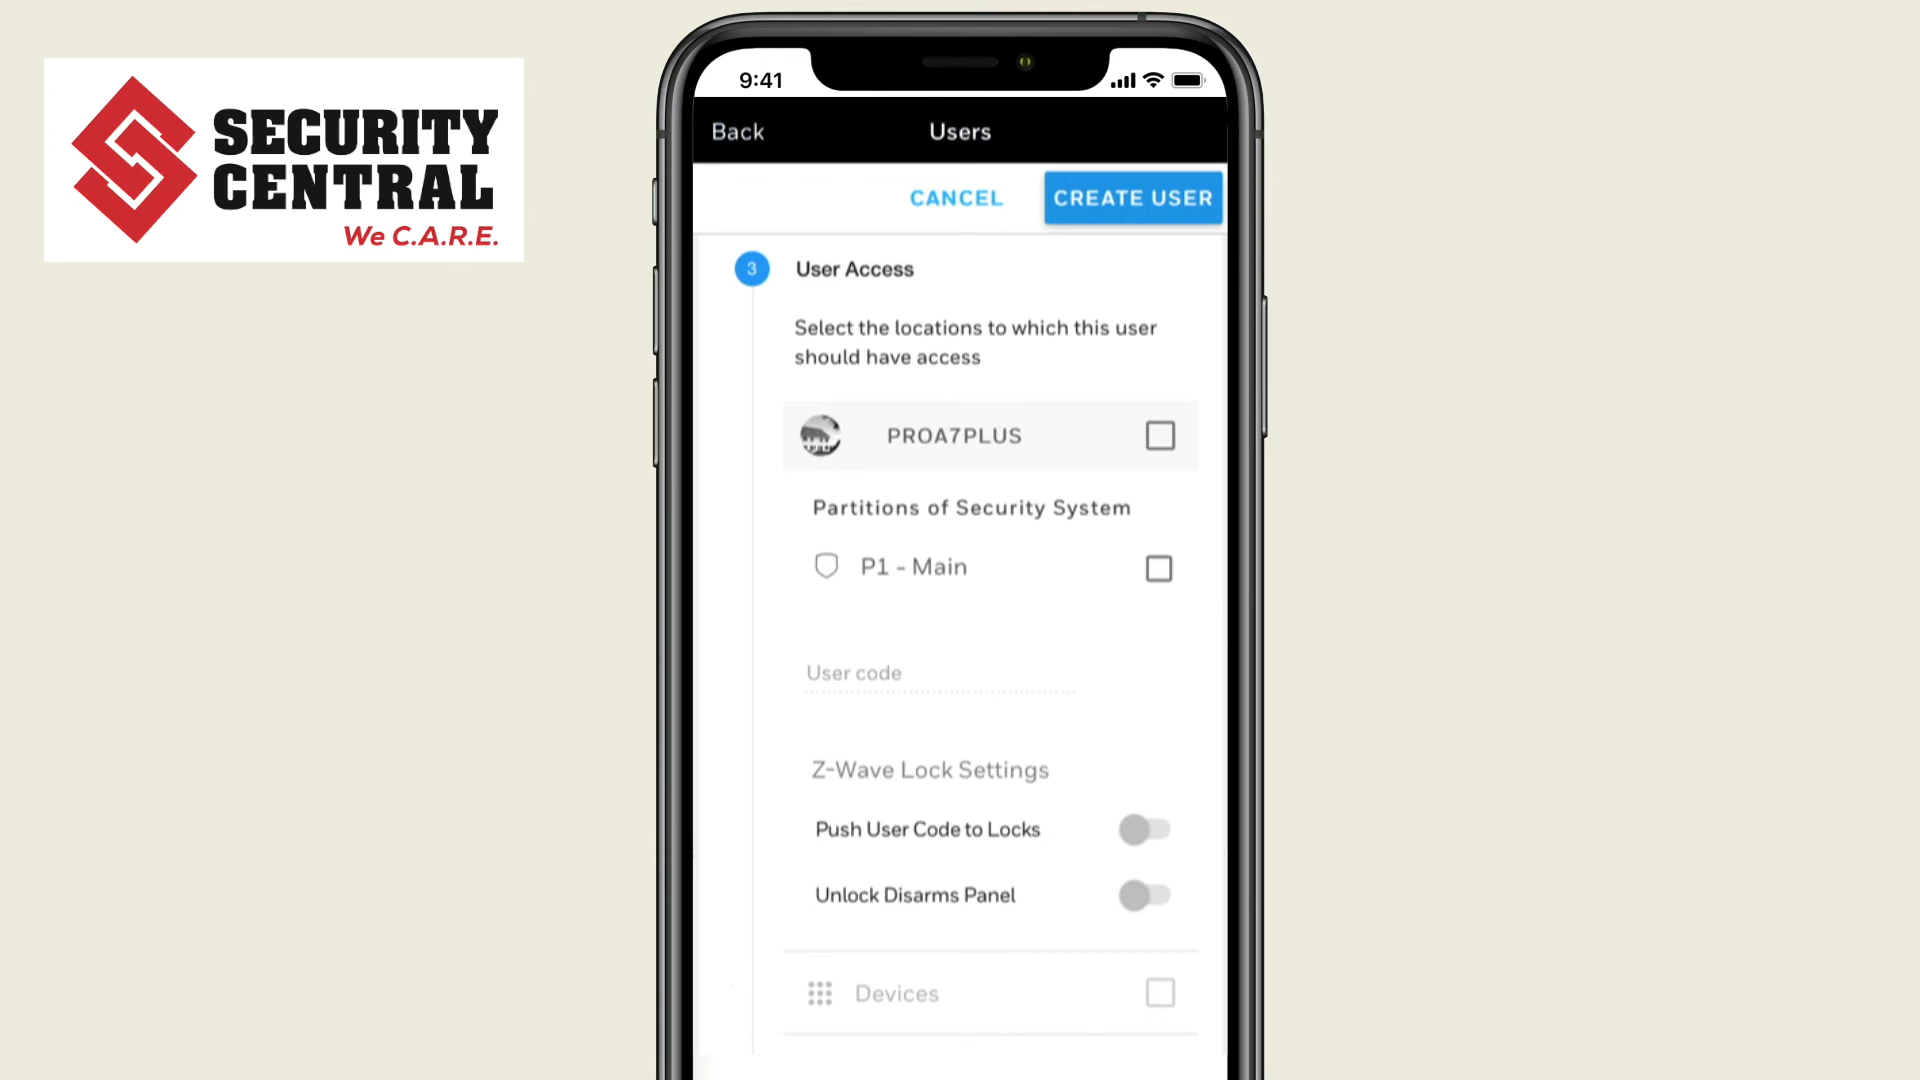 SECURITY
CENTRAL
We C.A.R.E.
9:41
Back
Users
CANCEL
CREATE USER
3
User Access
Select the locations to which this user
should have access
PROA7PLUS
Partitions of Security System
P1 - Main
User code
Z-Wave Lock Settings
Push User Code to Locks
Unlock Disarms Panel
Devices